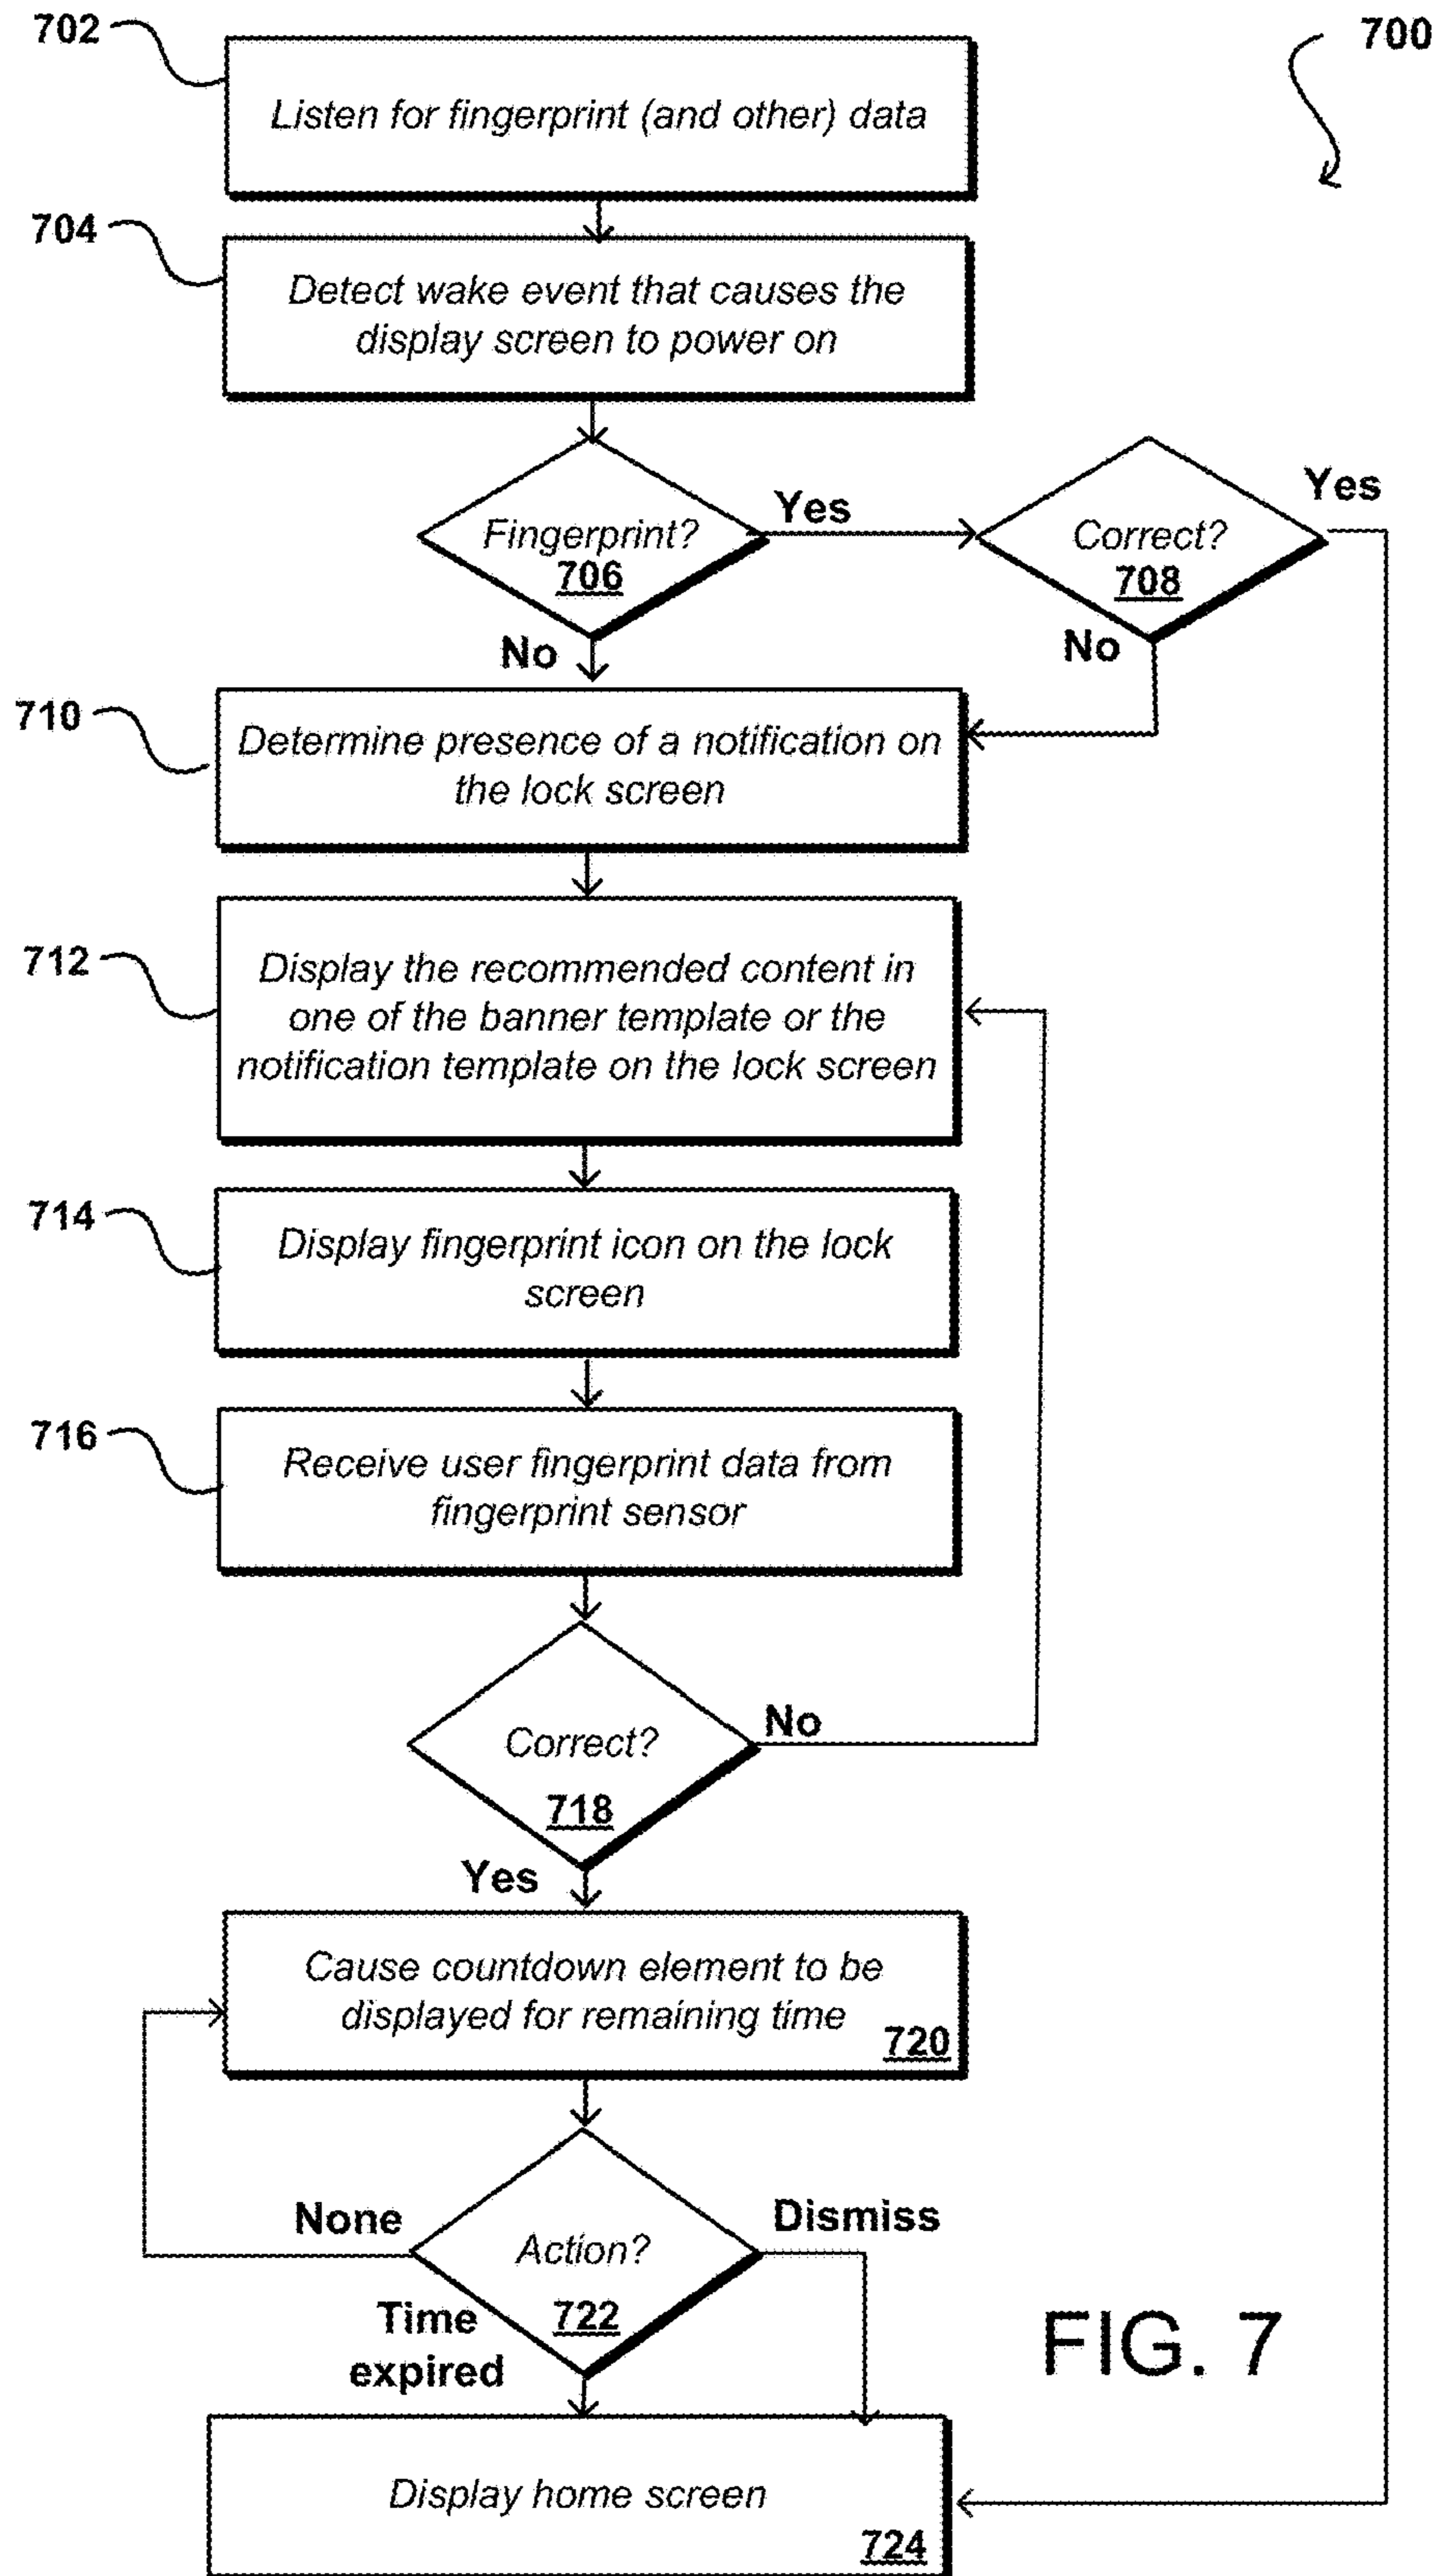 702
700
Listen for fingerprint (and other) data
704
Detect wake event that causes the
display screen to power on
Fingerprint?
706
Yes
Correct?
708
Yes
No
No
710
Determine presence of a notification on
the lock screen
712
Display the recommended content in
one of the banner template or the
notification template on the lock screen
714
Display fingerprint icon on the lock
screen
716
Receive user fingerprint data from
fingerprint sensor
Correct?
718
No
Yes
Cause countdown element to be
displayed for remaining time
720
None
Action?
722
Dismiss
Time
expired
FIG. 7
Display home screen
724